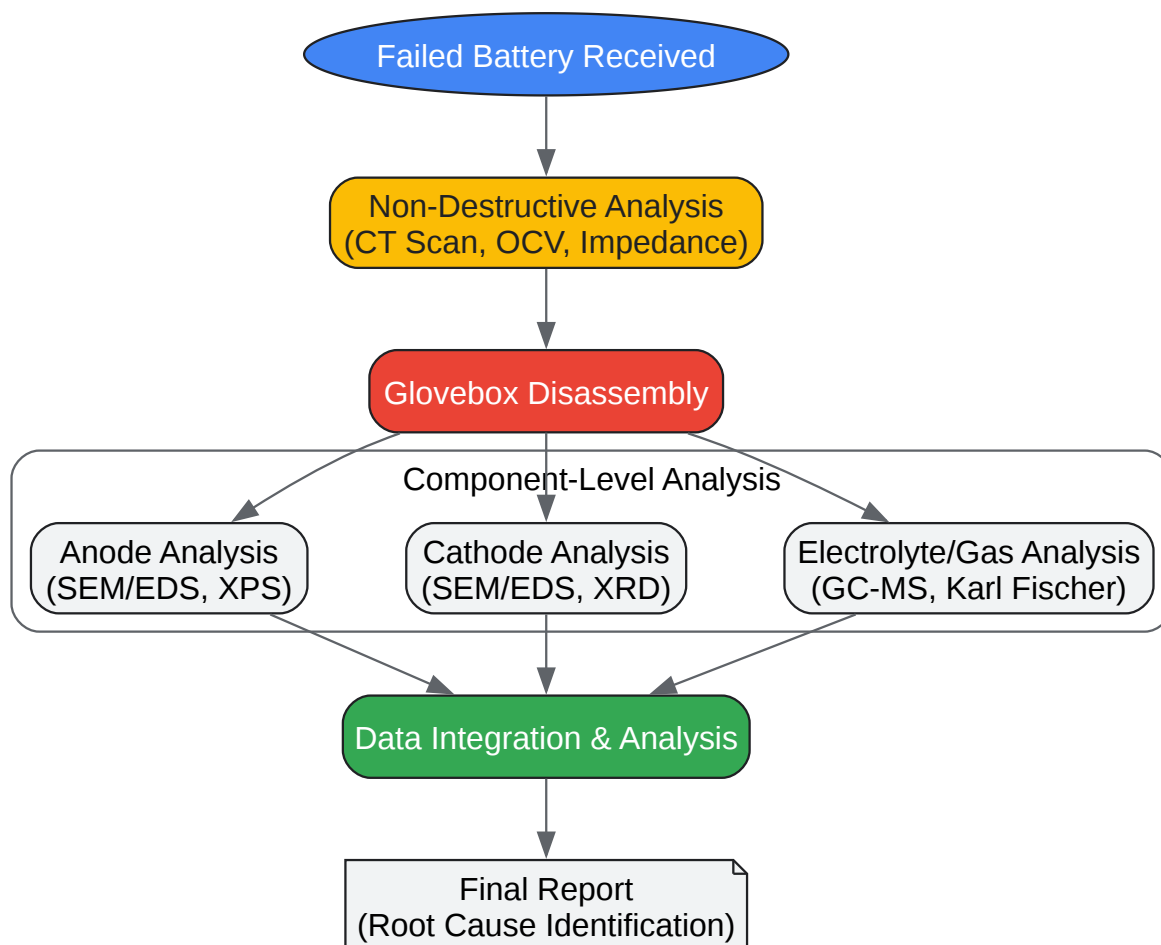 Failed Battery Received
Non-Destructive Analysis
(CT Scan, OCV, Impedance)
Glovebox Disassembly
Component-Level Analysis
Anode Analysis
(SEM/EDS, XPS)
Cathode Analysis
(SEM/EDS, XRD)
Electrolyte/Gas Analysis
(GC-MS, Karl Fischer)
Data Integration & Analysis
Final Report
(Root Cause Identification)